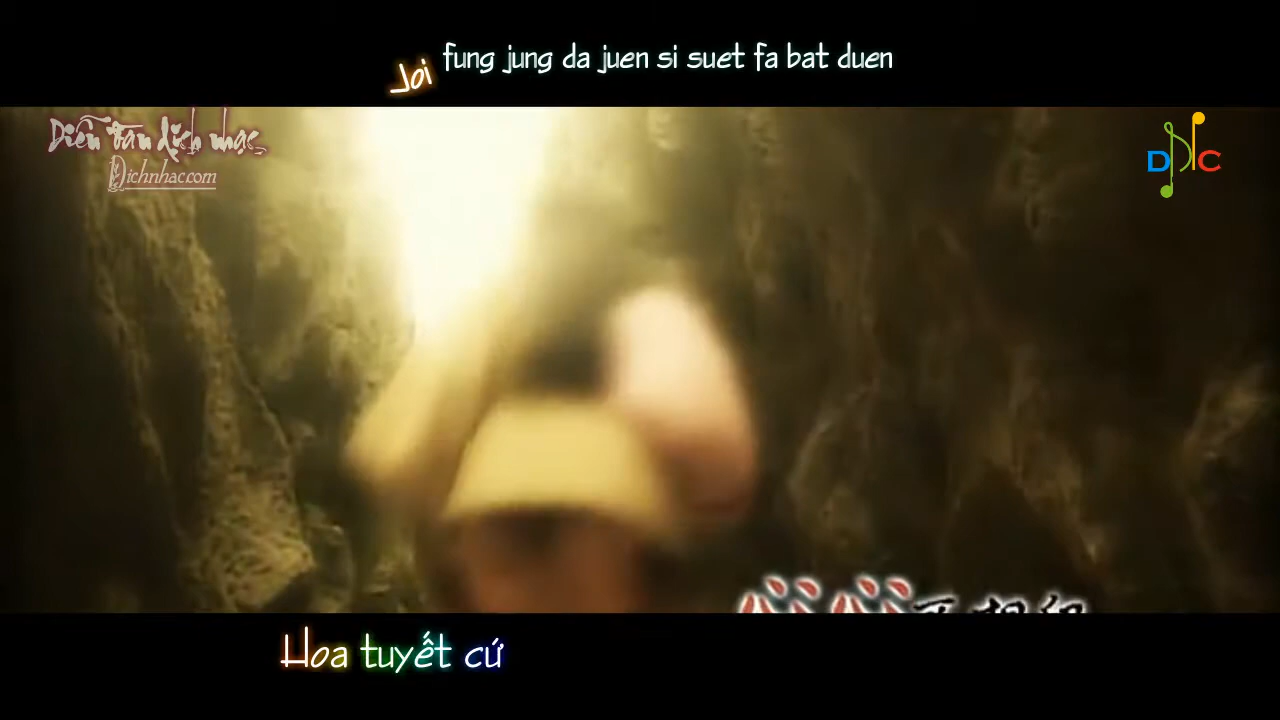 Joi fung jung da juen si suet fa bat duen
Diễn đàn dịch nhạc
Dichnhac.com
DNC
Hoa tuyết cứ